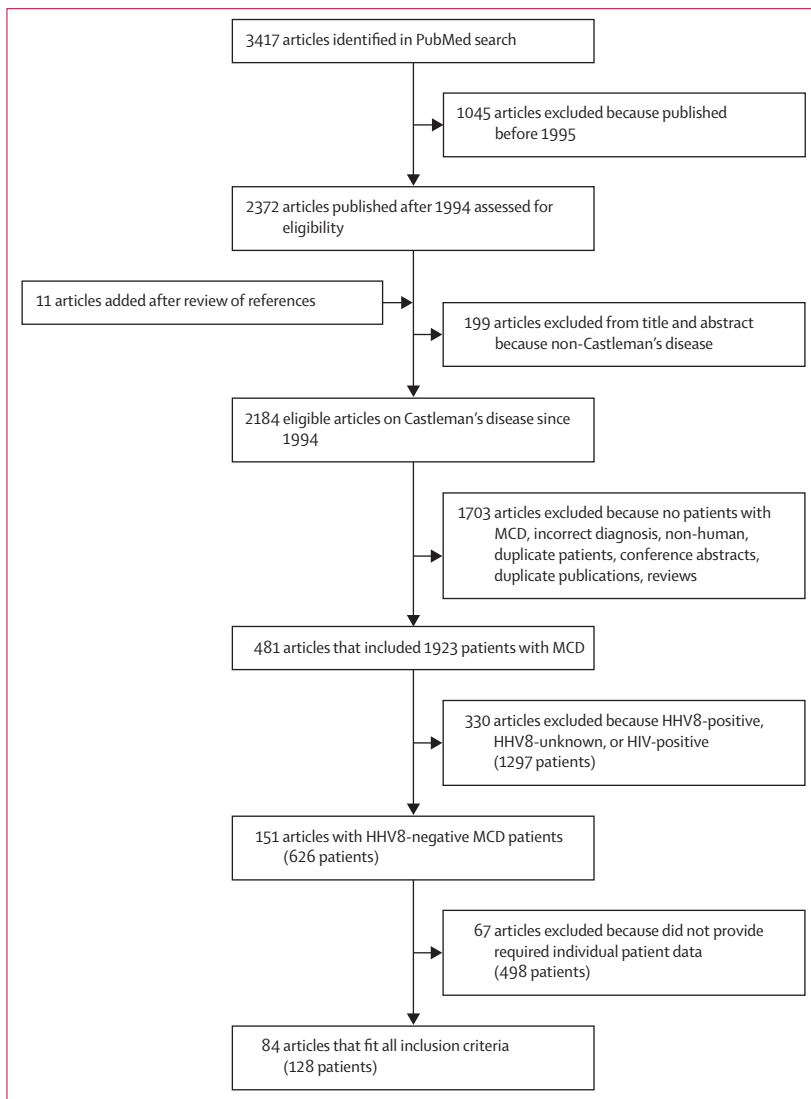 3417 articles identified in PubMed search
1045 articles excluded because published
before 1995
2372 articles published after 1994 assessed for
eligibility
11 articles added after review of references
199 articles excluded from title and abstract
because non-Castleman's disease
2184 eligible articles on Castleman's disease since
1994
1703 articles excluded because no patients with
MCD, incorrect diagnosis, non-human,
duplicate patients, conference abstracts,
duplicate publications, reviews
481 articles that included 1923 patients with MCD
330 articles excluded because HHV8-positive,
HHV8-unknown, or HIV-positive
(1297 patients)
151 articles with HHV8-negative MCD patients
(626 patients)
67 articles excluded because did not provide
required individual patient data
(498 patients)
84 articles that fit all inclusion criteria
(128 patients)